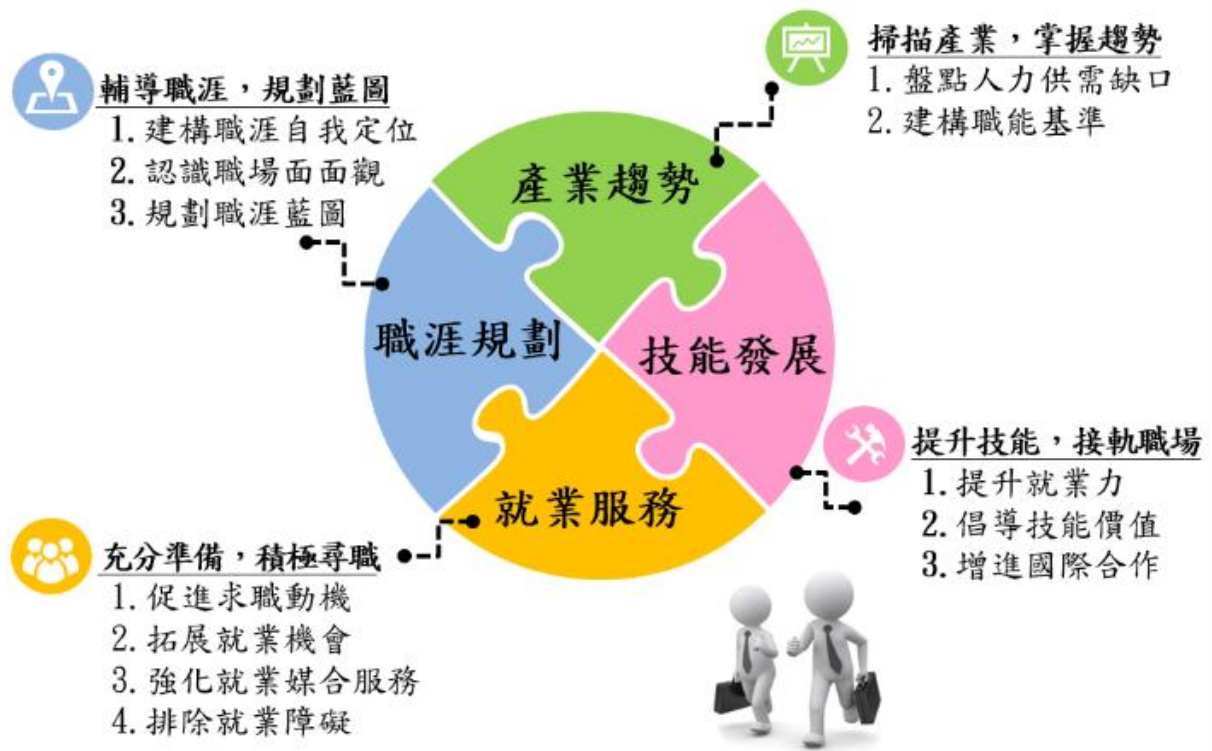 掃描產業，掌握趨勢
1. 盤點人力供需缺口
2. 建構職能基準
輔導職涯，規劃藍圖
1. 建構職涯自我定位
2. 認識職場面面觀
3. 規劃職涯藍圖
產業趨勢
職涯規劃
技能發展
就業服務
提升技能，接軌職場
1. 提升就業力
2. 倡導技能價值
3. 增進國際合作
充分準備，積極尋職
1. 促進求職動機
2. 拓展就業機會
3. 強化就業媒合服務
4. 排除就業障礙